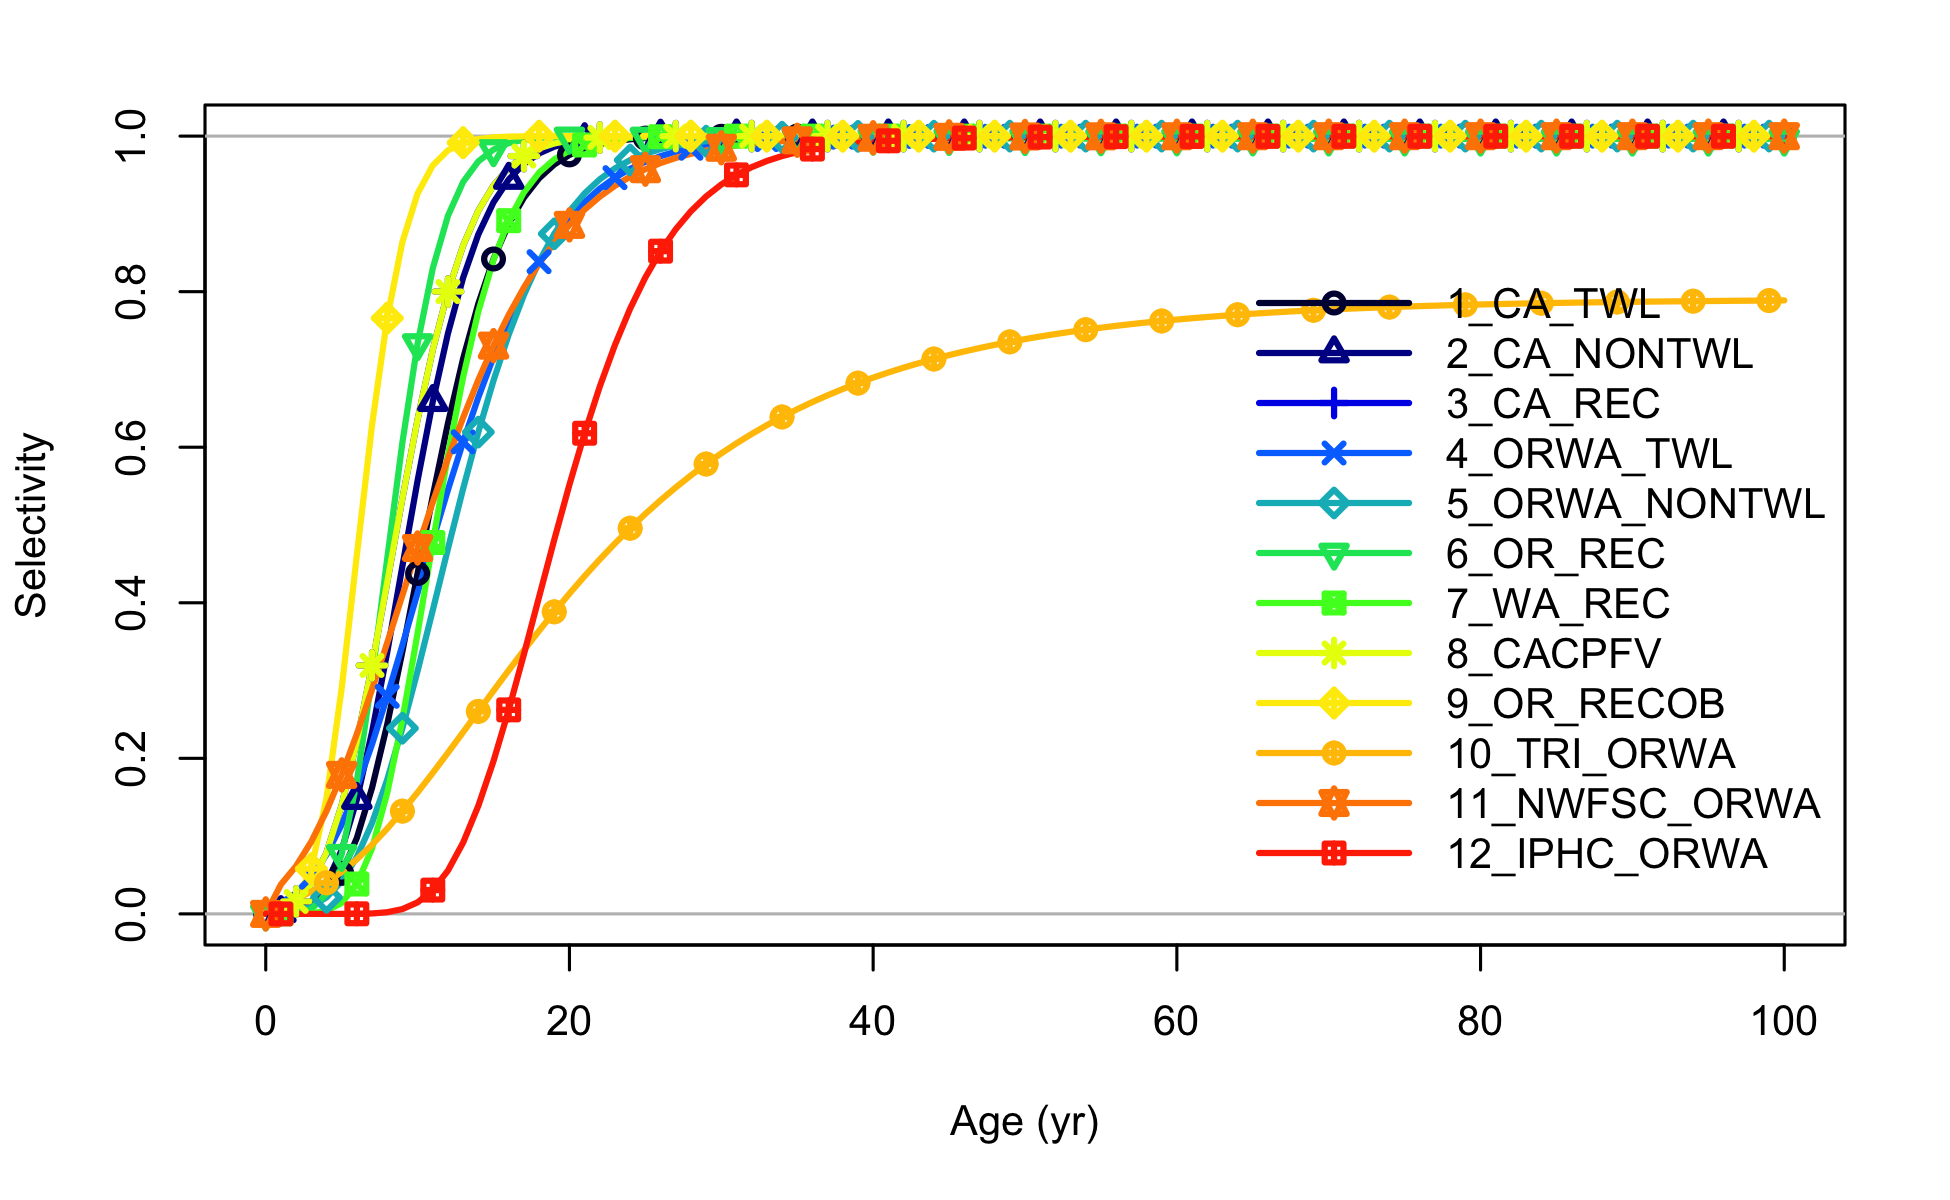 Selectivity
1.0
0.8
0.6
0.4
0.2
0.0
1_CA_TWL
2_CA_NONTWL
3_CA_REC
4_ORWA_TWL
5_ORWA_NONTWL
6_OR_REC
7_WA_REC
8_CACPFV
9_OR_RECOB
10_TRI_ORWA
11_NWFSC_ORWA
12_IPHC_ORWA
0 20 40 60 80 100
Age (yr)